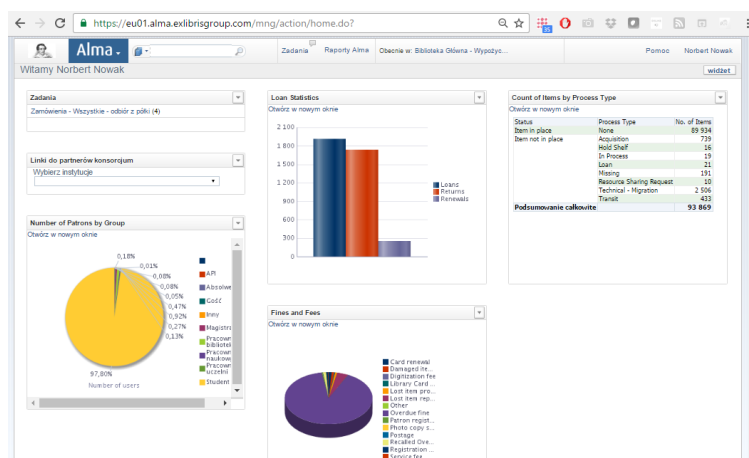 https://eu01.alma.exlibrisgroup.com/mng/action/home.do?
Alma
Zadania Raporty Alma Obecnie w: Biblioteka Główna - Wypożyc... Pomoc Norbert Nowak
Witamy Norbert Nowak
widżet
Zadania
Zamówienia - Wszystkie - odbiór z półki (4)
Linki do partnerów konsorcjum
Wybierz instytucje
Number of Patrons by Group
Otwórz w nowym oknie
0,18%
0,01%
0,08%
0,08%
0,05%
0,47%
0,92%
0,27%
0,13%
97,80%
Number of users
API
Absolwe
Gość
Inny
Magistra
Pracown
bibliotek
Pracown
naukowy
Pracown
uczelni
Student
Loan Statistics
Otwórz w nowym oknie
2 100
1 800
1 500
1 200
900
600
300
0
Loans
Returns
Renewals
Fines and Fees
Otwórz w nowym oknie
Card renewal
Damaged ite..
Digitization fee
Library Card ...
Lost item pro...
Lost item rep...
Other
Overdue fine
Patron regist...
Photo copy s...
Postage
Recalled Ove...
Registration ...
Service fee
Count of Items by Process Type
Otwórz w nowym oknie
Status Process Type No. of Items
Item in place None 89 934
Item not in place Acquisition 739
Hold Shelf 16
In Process 19
Loan 21
Missing 191
Resource Sharing Request 10
Technical - Migration 2 506
Transit 433
Podsumowanie całkowite 93 869